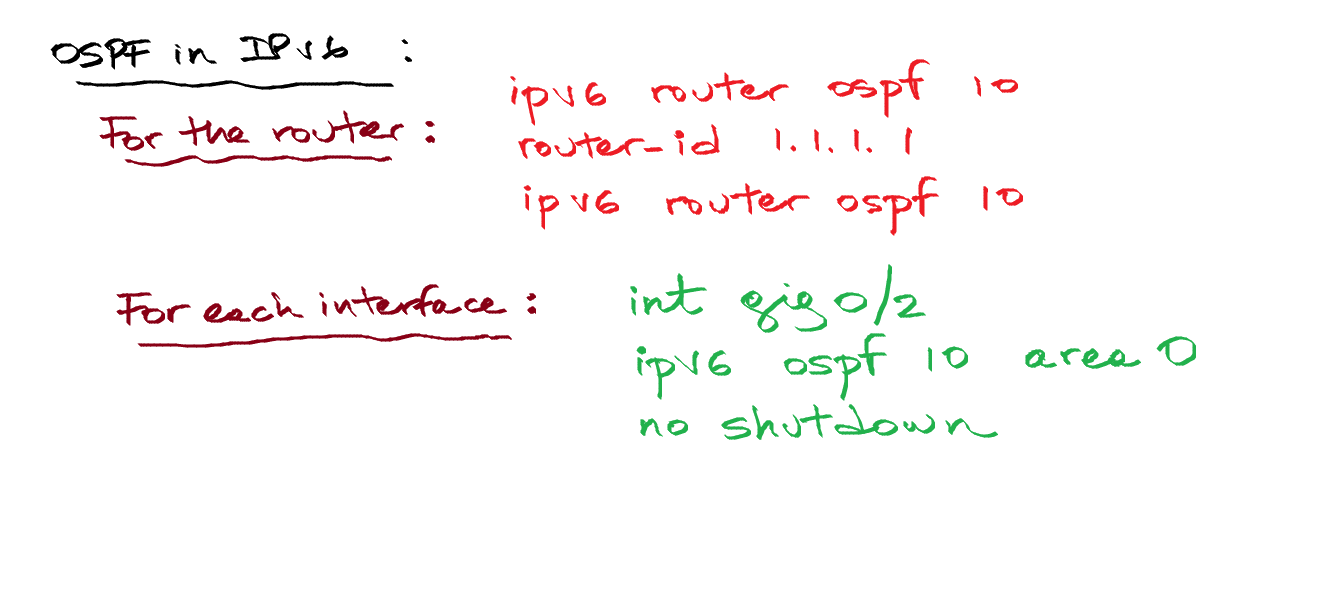 OSPF in IPv6 :
For the router :
ipv6 router ospf 10
router-id 1.1.1.1
ipv6 router ospf 10
For each interface :
int gig 0/2
ipv6 ospf 10 area 0
no shutdown